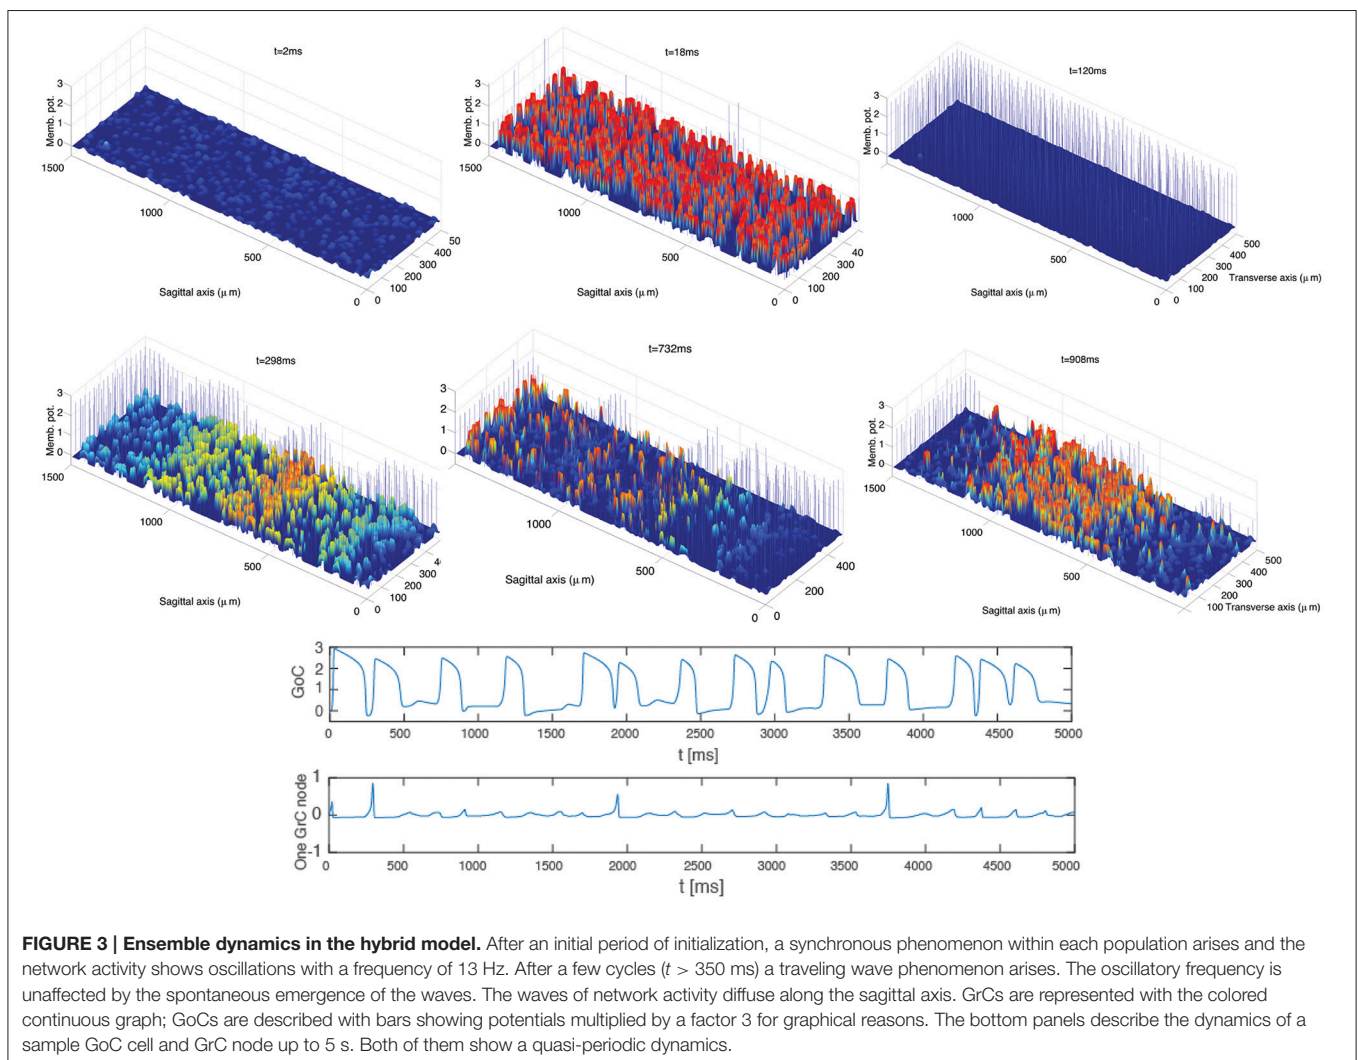 t=2ms
3
2
1
0
Memb. pot.
1500
1000
500
0
0
100
200
300
400
50
Sagittal axis (μ m)
t=18ms
3
2
1
0
Memb. pot.
1500
1000
500
0
0
100
200
300
40
Sagittal axis (μ m)
t=120ms
3
2
1
0
Memb. pot.
1000
500
0
0
100
200
300
400
500
Transverse axis (μ m)
Sagittal axis (μ m)
t=298ms
3
2
1
0
Memb. pot.
1500
1000
500
0
0
100
200
300
4
Sagittal axis (μ m)
t=732ms
3
2
1
0
Memb. pot.
1500
1000
500
0
0
200
400
Sagittal axis (μ m)
t=908ms
3
2
1
0
Memb. pot.
1500
1000
500
100
200
300
400
500
Transverse axis (μ m)
Sagittal axis (μ m)
3
2
1
0
GoC
0 500 1000 1500 2000 2500 3000 3500 4000 4500 5000
t [ms]
1
0
-1
One GrC node
0 500 1000 1500 2000 2500 3000 3500 4000 4500 5000
t [ms]
FIGURE 3 | Ensemble dynamics in the hybrid model. After an initial period of initialization, a synchronous phenomenon within each population arises and the
network activity shows oscillations with a frequency of 13 Hz. After a few cycles (t > 350 ms) a traveling wave phenomenon arises. The oscillatory frequency is
unaffected by the spontaneous emergence of the waves. The waves of network activity diffuse along the sagittal axis. GrCs are represented with the colored
continuous graph; GoCs are described with bars showing potentials multiplied by a factor 3 for graphical reasons. The bottom panels describe the dynamics of a
sample GoC cell and GrC node up to 5 s. Both of them show a quasi-periodic dynamics.